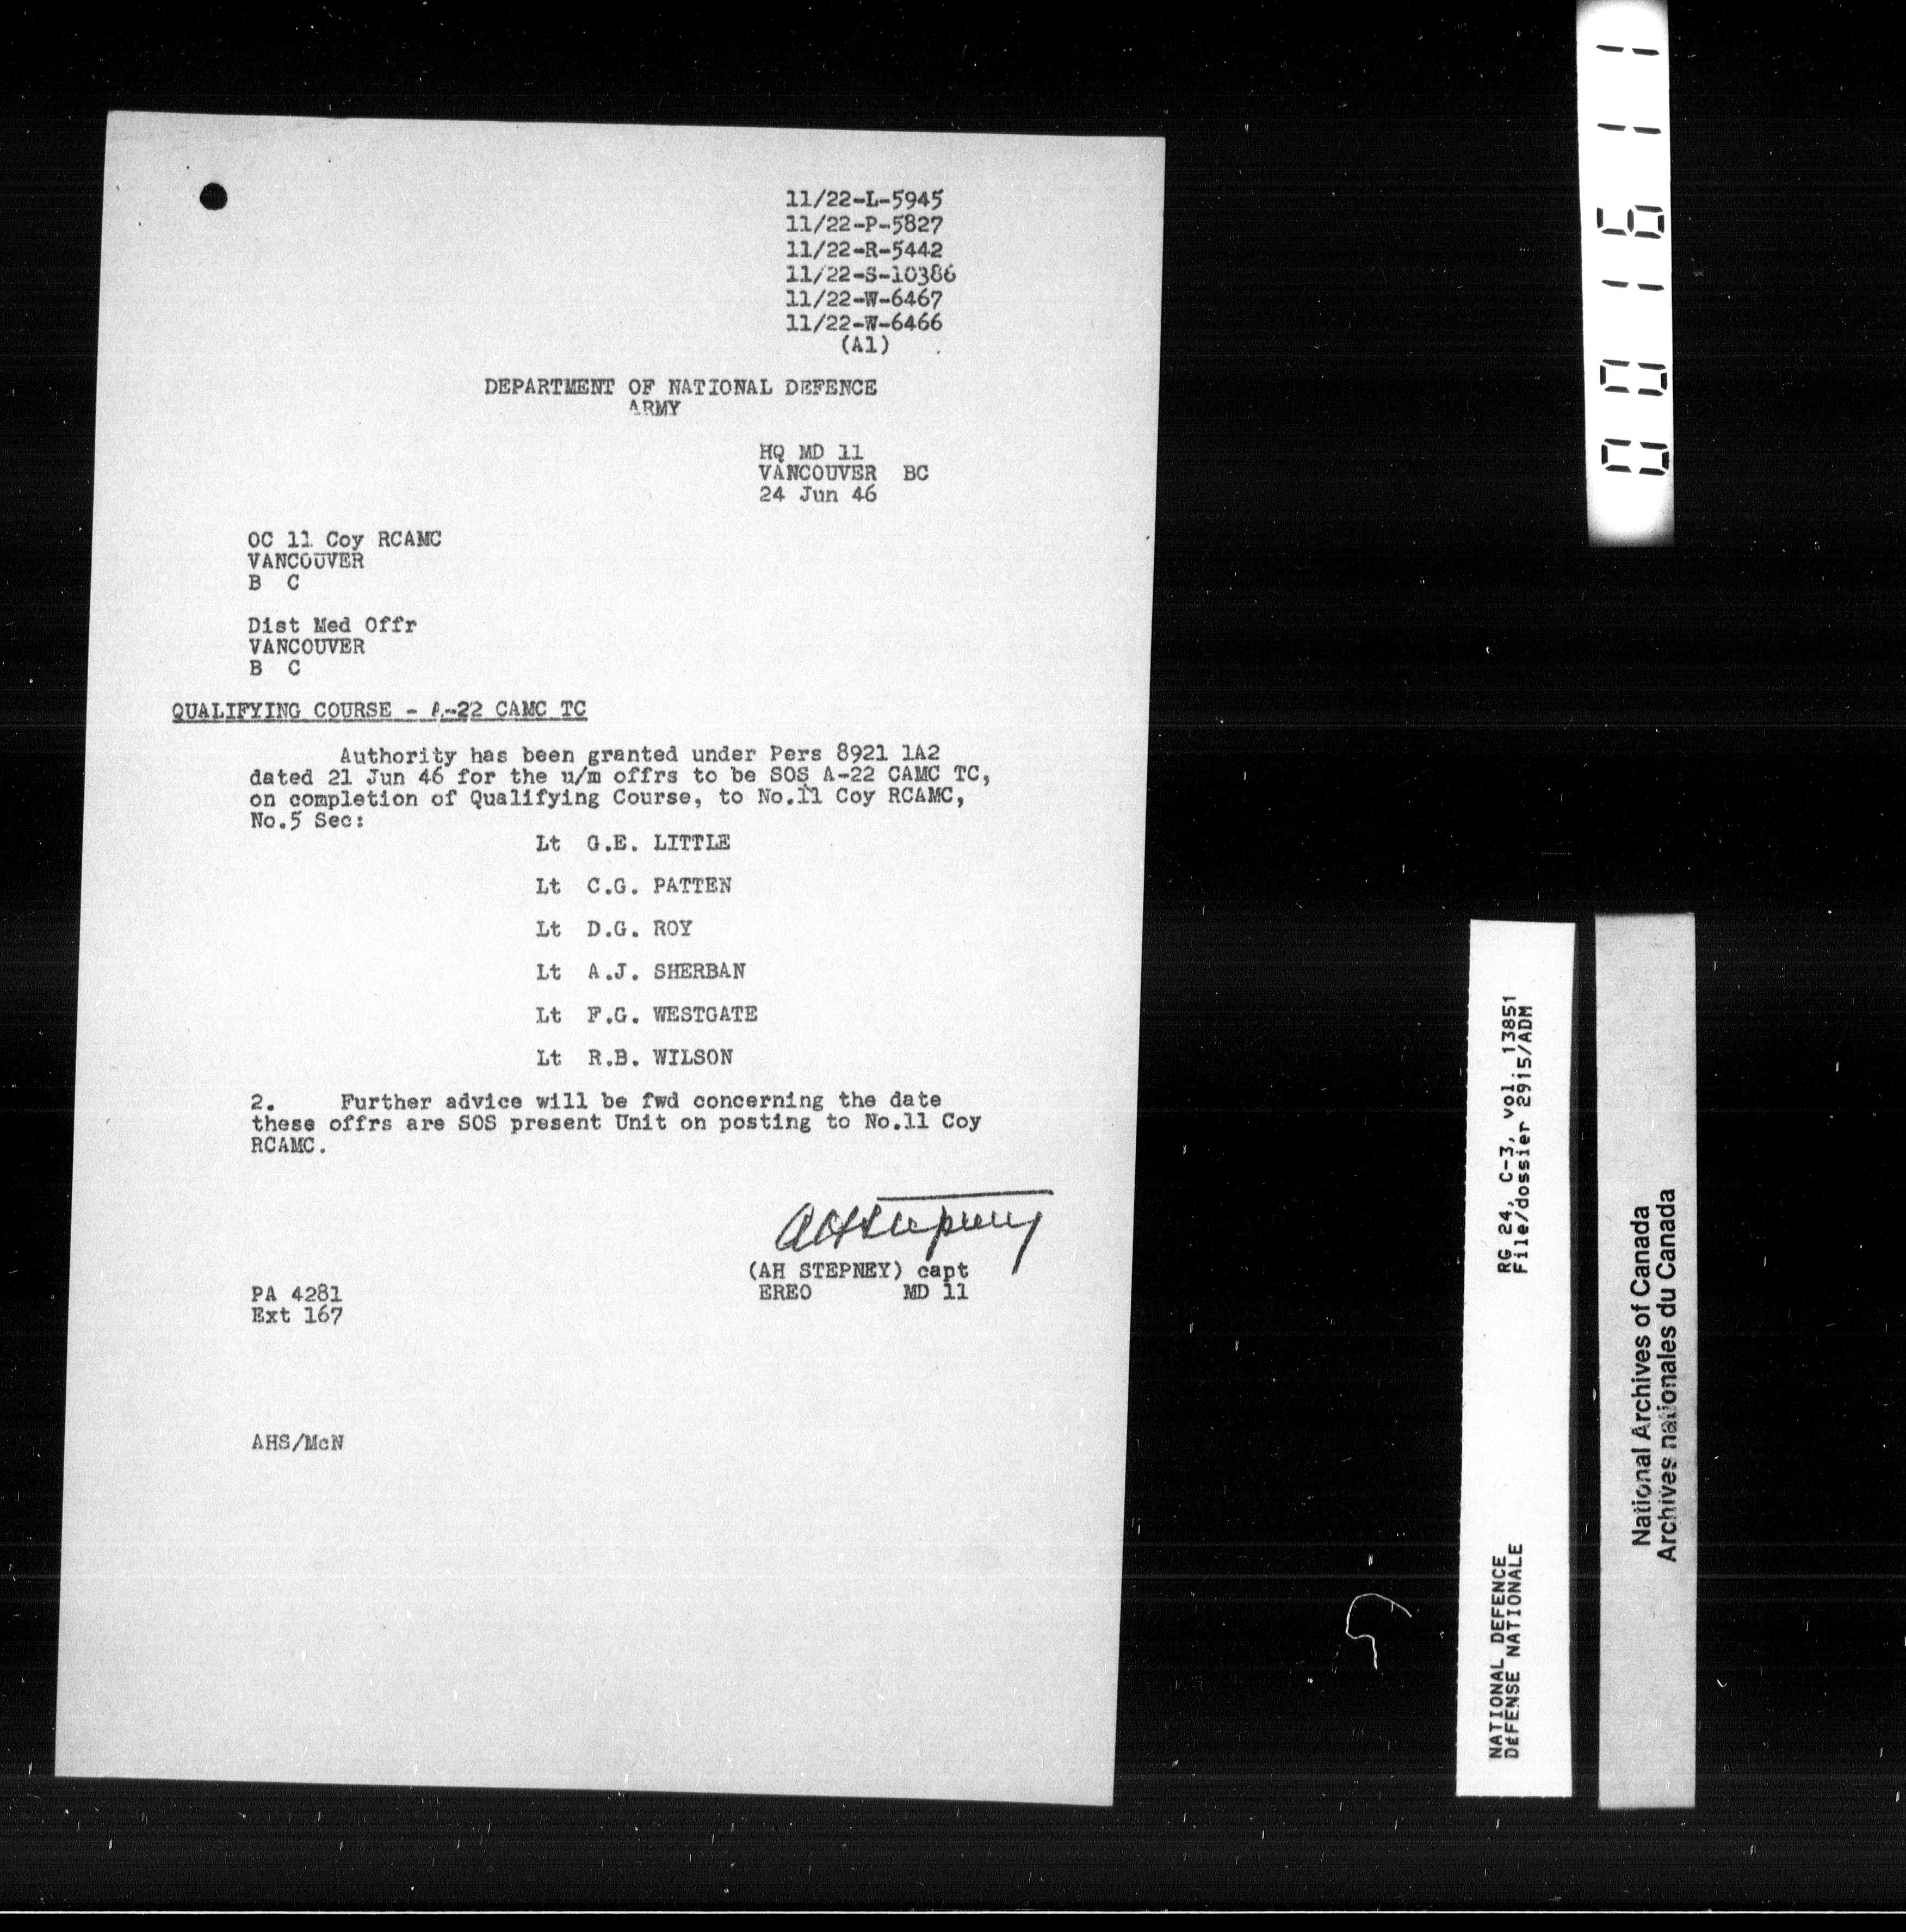 11/22-L-5945
11/22-P-5827
11/22-R-5442
11/22-S-10386
11/22-W-6467
11/22-W-6466
(A1)
DEPARTMENT OF NATIONAL DEFENCE
ARMY
HQ MD 11
VANCOUVER BC
24 Jun 46
OC 11 Coy RCAMC
VANCOUVER
B C
Dist Med Offr
VANCOUVER
B C
QUALIFYING COURSE - A-22 CAMC TC
Authority has been granted under Pers 8921 1A2
dated 21 Jun 46 for the u/m offrs to be SOS A-22 CAMC TC,
on completion of Qualifying Course, to No.11 Coy RCAMC,
No.5 Sec:
Lt G.E. LITTLE
Lt C.G. PATTEN
Lt D.G. ROY
Lt A.J. SHERBAN
Lt F.G. WESTGATE
Lt R.B. WILSON
2. Further advice will be fwd concerning the date
these offrs are SOS present Unit on posting to No.11 Coy
RCAMC.
AHStepney
(AH STEPNEY) capt
EREO MD 11
PA 4281
Ext 167
AHS/McN
001611
NATIONAL DEFENCE
DÉFENSE NATIONALE
RG 24, C-3, vol. 13851
File/dossier 2915/ADM
National Archives of Canada
Archives nationales du Canada